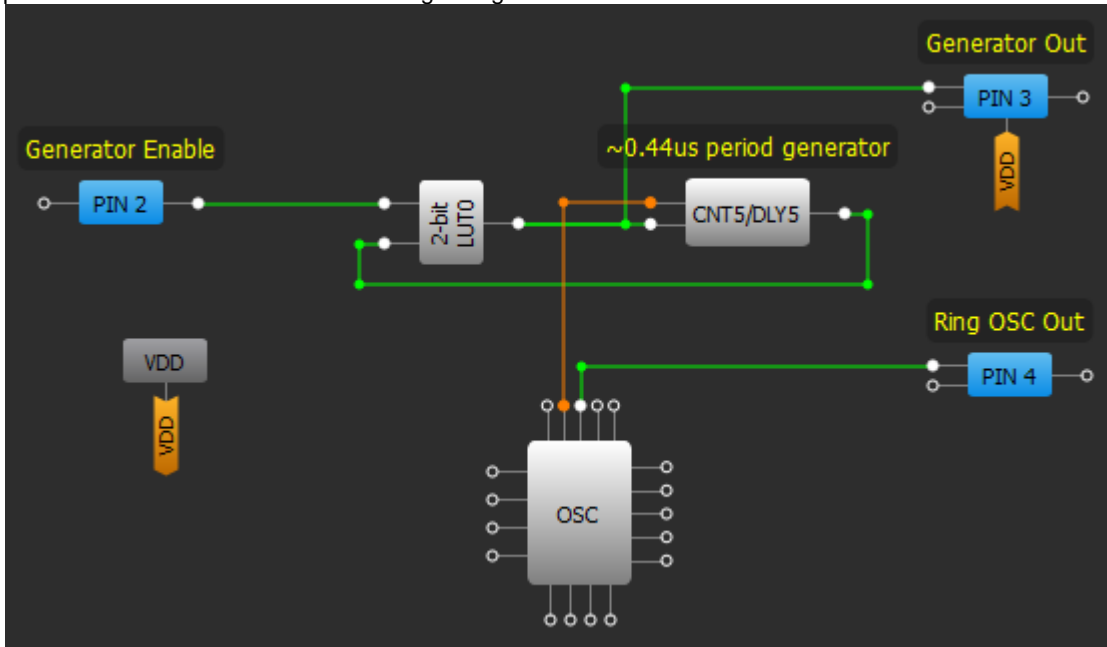 Generator Out
PIN 3
VDD
Generator Enable
~0.44us period generator
PIN 2
2-bit
LUT0
CNT5/DLY5
Ring OSC Out
VDD
PIN 4
VDD
OSC